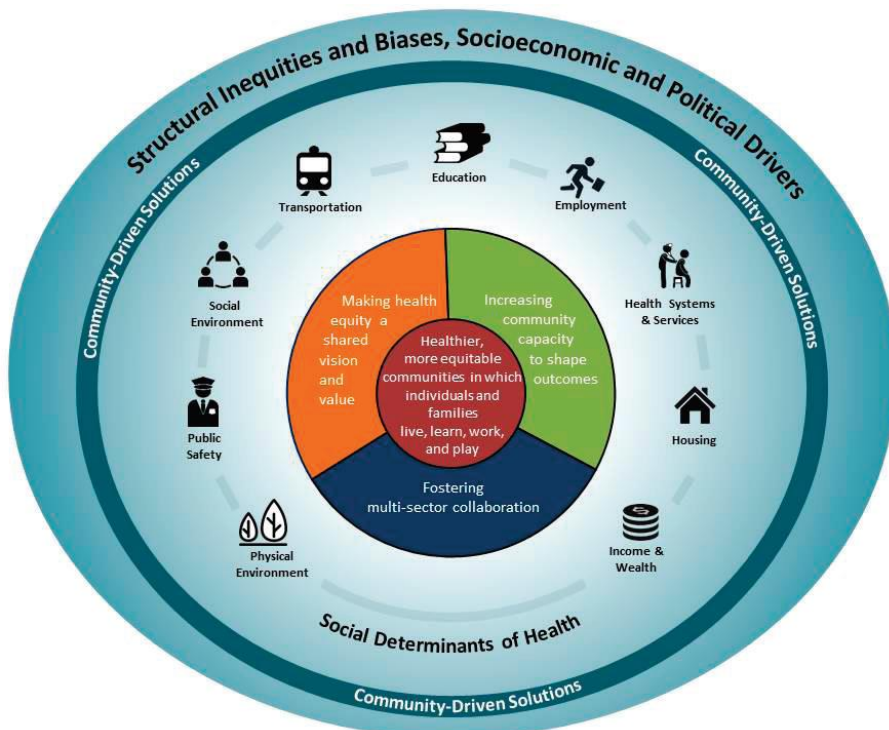 Structural Inequities and Biases, Socioeconomic and Political Drivers
Community-Driven Solutions
Community-Driven Solutions
Education
Transportation
Employment
Social
Environment
Health Systems
& Services
Public
Safety
Housing
Physical
Environment
Income &
Wealth
Making health
equity a
shared
vision
and
value
Increasing
community
capacity
to shape
outcomes
Healthier,
more equitable
communities in which
individuals and
families
live, learn, work,
and play
Fostering
multi-sector collaboration
Social Determinants of Health
Community-Driven Solutions